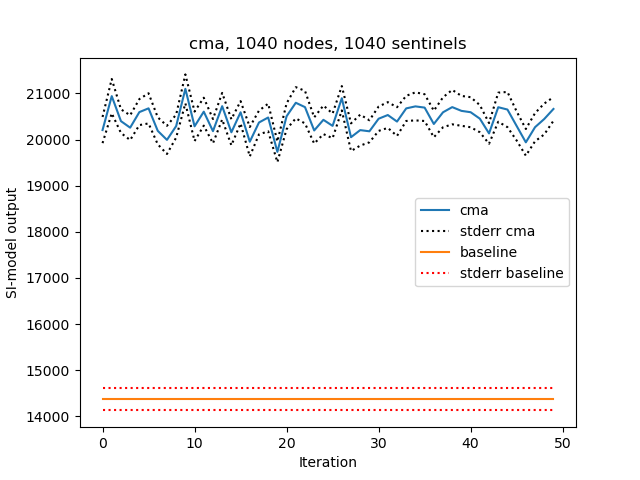 cma, 1040 nodes, 1040 sentinels
SI-model output
21000
20000
19000
18000
17000
16000
15000
14000
cma
stderr cma
baseline
stderr baseline
0 10 20 30 40 50
Iteration